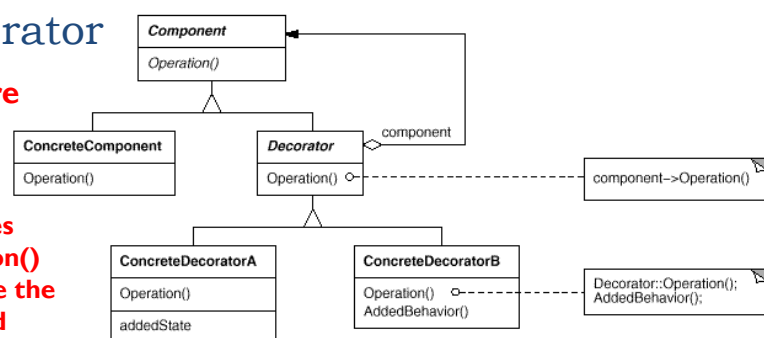 rator
Component
Operation()
re
component
ConcreteComponent
Decorator
Operation()
Operation()
component–>Operation()
es
on()
e the
d
ConcreteDecoratorA
ConcreteDecoratorB
Operation()
Operation()
AddedBehavior()
addedState
Decorator::Operation();
AddedBehavior();